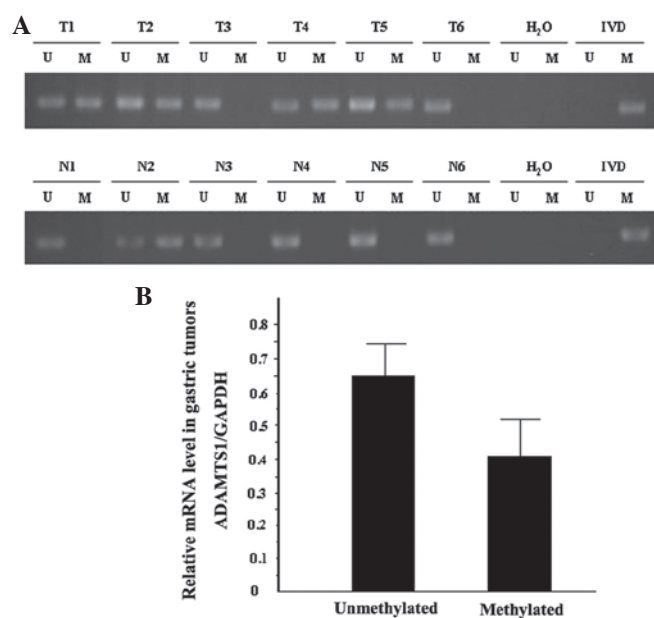 A
T1 T2 T3 T4 T5 T6 H₂O IVD
U M U M U M U M U M U M U M U M
N1 N2 N3 N4 N5 N6 H₂O IVD
U M U M U M U M U M U M U M U M
B
Relative mRNA level in gastric tumors
ADAMTS1/GAPDH
0.8
0.7
0.6
0.5
0.4
0.3
0.2
0.1
0
Unmethylated Methylated